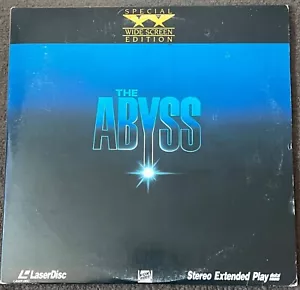 SPECIAL
WIDE SCREEN
EDITION
THE
ABYSS
LaserDisc
Stereo Extended Play